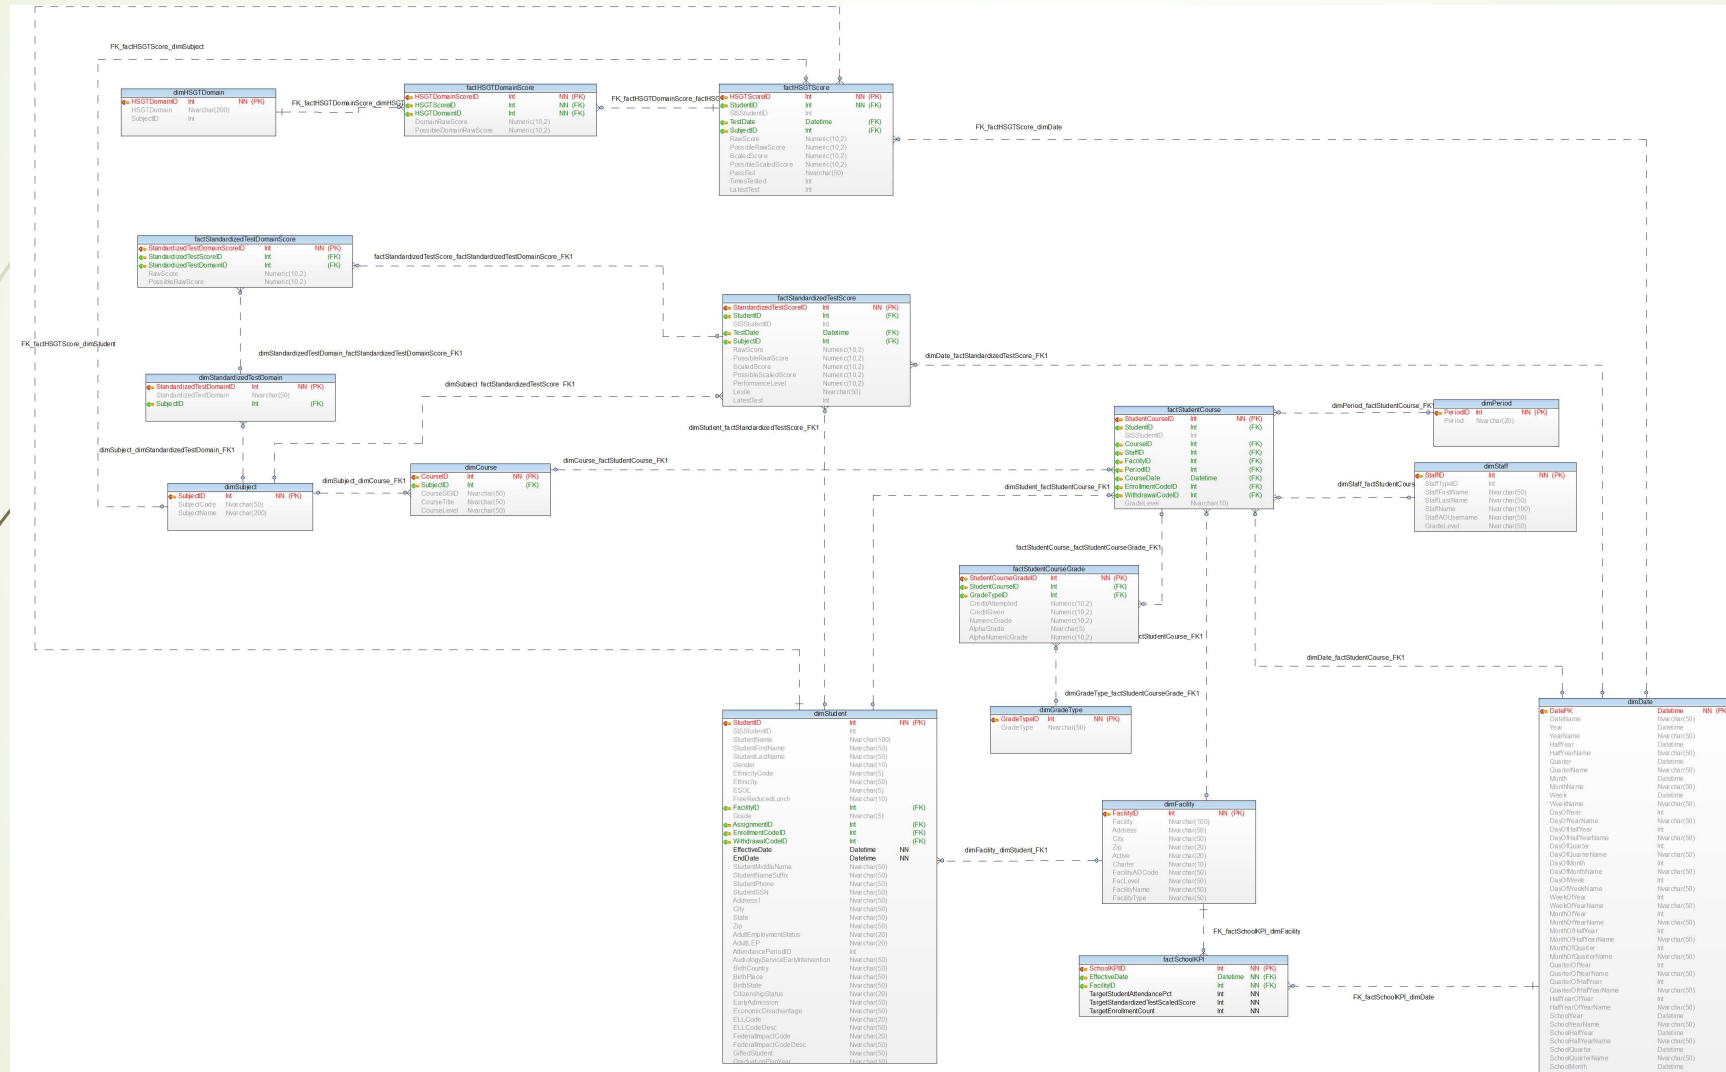 FK_factHSGTScore_dimSubject
dimHSGTDomain
HSGTDomainID Int NN (PK)
HSGTDomain Nvarchar(200)
SubjectID Int
FK_factHSGTDomainScore_dimHSGT
factHSGTDomainScore
HSGTDomainScoreID Int NN (PK)
HSGTScoreID Int NN (FK)
HSGTDomainID Int NN (FK)
DomainRawScore Numeric(10,2)
PossibleDomainRawScore Numeric(10,2)
FK_factHSGTDomainScore_factHSG
factHSGTScore
HSGTScoreID Int NN (PK)
StudentID Int NN (FK)
SISStudentID Int
TestDate Datetime (FK)
SubjectID Int (FK)
RawScore Numeric(10,2)
PossibleRawScore Numeric(10,2)
ScaledScore Numeric(10,2)
PossibleScaledScore Numeric(10,2)
PassFail Nvarchar(50)
TimesTested Int
LatestTest Int
FK_factHSGTScore_dimDate
factStandardizedTestDomainScore
StandardizedTestDomainScoreID Int NN (PK)
StandardizedTestScoreID Int (FK)
StandardizedTestDomainID Int (FK)
RawScore Numeric(10,2)
PossibleRawScore Numeric(10,2)
factStandardizedTestScore_factStandardizedTestDomainScore_FK1
factStandardizedTestScore
StandardizedTestScoreID Int NN (PK)
StudentID Int (FK)
SISStudentID Int
TestDate Datetime (FK)
SubjectID Int (FK)
RawScore Numeric(10,2)
PossibleRawScore Numeric(10,2)
ScaledScore Numeric(10,2)
PossibleScaledScore Numeric(10,2)
PerformanceLevel Numeric(10,2)
Lexile Nvarchar(50)
LatestTest Int
FK_factHSGTScore_dimStudent
dimStandardizedTestDomain_factStandardizedTestDomainScore_FK1
dimDate_factStandardizedTestScore_FK1
dimStandardizedTestDomain
StandardizedTestDomainID Int NN (PK)
StandardizedTestDomain Nvarchar(50)
SubjectID Int (FK)
dimSubject_factStandardizedTestScore_FK1
dimStudent_factStandardizedTestScore_FK1
dimSubject_dimStandardizedTestDomain_FK1
dimSubject
SubjectID Int NN (PK)
SubjectCode Nvarchar(50)
SubjectName Nvarchar(200)
dimSubject_dimCourse_FK1
dimCourse
CourseID Int NN (PK)
SubjectID Int (FK)
CourseSISID Nvarchar(50)
CourseTitle Nvarchar(50)
CourseLevel Nvarchar(50)
dimCourse_factStudentCourse_FK1
dimStudent_factStudentCourse_FK1
factStudentCourse
StudentCourseID Int NN (PK)
StudentID Int (FK)
SISStudentID Int
CourseID Int (FK)
StaffID Int (FK)
FacilityID Int (FK)
PeriodID Int (FK)
CourseDate Datetime (FK)
EnrollmentCodeID Int (FK)
WithdrawalCodeID Int (FK)
GradeLevel Nvarchar(10)
dimPeriod_factStudentCourse_FK
dimPeriod
PeriodID Int NN (PK)
Period Nvarchar(20)
dimStaff_factStudentCours
dimStaff
StaffID Int NN (PK)
StaffTypeID Int
StaffFirstName Nvarchar(50)
StaffLastName Nvarchar(50)
StaffName Nvarchar(100)
StaffADUsername Nvarchar(50)
GradeLevel Nvarchar(50)
factStudentCourse_factStudentCourseGrade_FK1
factStudentCourseGrade
StudentCourseGradeID Int NN (PK)
StudentCourseID Int (FK)
GradeTypeID Int (FK)
CreditAttempted Numeric(10,2)
CreditGiven Numeric(10,2)
NumericGrade Numeric(10,2)
AlphaGrade Nvarchar(5)
AlphaNumericGrade Numeric(10,2)
ctStudentCourse_FK1
dimDate_factStudentCourse_FK1
dimGradeType_factStudentCourseGrade_FK1
dimGradeType
GradeTypeID Int NN (PK)
GradeType Nvarchar(50)
dimStudent
StudentID Int NN (PK)
SISStudentID Int
StudentName Nvarchar(100)
StudentFirstName Nvarchar(50)
StudentLastName Nvarchar(50)
Gender Nvarchar(10)
EthnicityCode Nvarchar(5)
Ethnicity Nvarchar(50)
ESOL Nvarchar(5)
FreeReducedLunch Nvarchar(10)
FacilityID Int (FK)
Grade Nvarchar(5)
AssignmentID Int (FK)
EnrollmentCodeID Int (FK)
WithdrawalCodeID Int (FK)
EffectiveDate Datetime NN
EndDate Datetime NN
StudentMiddleName Nvarchar(50)
StudentNameSuffix Nvarchar(50)
StudentPhone Nvarchar(50)
StudentSSN Nvarchar(50)
Address1 Nvarchar(50)
City Nvarchar(50)
State Nvarchar(50)
Zip Nvarchar(50)
AdultEmploymentStatus Nvarchar(20)
AdultLEP Nvarchar(20)
AttendancePeriodID Int
AudiologyServiceEarlyIntervention Nvarchar(50)
BirthCountry Nvarchar(50)
BirthPlace Nvarchar(50)
BirthState Nvarchar(50)
CitizenshipStatus Nvarchar(20)
EarlyAdmission Nvarchar(50)
EconomicDisadvantage Nvarchar(50)
ELLCode Nvarchar(20)
ELLCodeDesc Nvarchar(50)
FederalImpactCode Nvarchar(20)
FederalImpactCodeDesc Nvarchar(50)
GiftedStudent Nvarchar(50)
dimFacility_dimStudent_FK1
dimFacility
FacilityID Int NN (PK)
Facility Nvarchar(100)
Address Nvarchar(50)
City Nvarchar(50)
Zip Nvarchar(20)
Active Nvarchar(20)
Charter Nvarchar(10)
FacilityADCode Nvarchar(50)
FacLevel Nvarchar(50)
FacilityName Nvarchar(50)
FacilityType Nvarchar(50)
FK_factSchoolKPI_dimFacility
factSchoolKPI
SchoolKPIID Int NN (PK)
EffectiveDate Datetime NN (FK)
FacilityID Int NN (FK)
TargetStudentAttendancePct Int NN
TargetStandardizedTestScaledScore Int NN
TargetEnrollmentCount Int NN
FK_factSchoolKPI_dimDate
dimDate
DatePK Datetime NN (PK
DateName Nvarchar(50)
Year Datetime
YearName Nvarchar(50)
HalfYear Datetime
HalfYearName Nvarchar(50)
Quarter Datetime
QuarterName Nvarchar(50)
Month Datetime
MonthName Nvarchar(50)
Week Datetime
WeekName Nvarchar(50)
DayOfYear Int
DayOfYearName Nvarchar(50)
DayOfHalfYear Int
DayOfHalfYearName Nvarchar(50)
DayOfQuarter Int
DayOfQuarterName Nvarchar(50)
DayOfMonth Int
DayOfMonthName Nvarchar(50)
DayOfWeek Int
DayOfWeekName Nvarchar(50)
WeekOfYear Int
WeekOfYearName Nvarchar(50)
MonthOfYear Int
MonthOfYearName Nvarchar(50)
MonthOfHalfYear Int
MonthOfHalfYearName Nvarchar(50)
MonthOfQuarter Int
MonthOfQuarterName Nvarchar(50)
QuarterOfYear Int
QuarterOfYearName Nvarchar(50)
QuarterOfHalfYear Int
QuarterOfHalfYearName Nvarchar(50)
HalfYearOfYear Int
HalfYearOfYearName Nvarchar(50)
SchoolYear Datetime
SchoolYearName Nvarchar(50)
SchoolHalfYear Datetime
SchoolHalfYearName Nvarchar(50)
SchoolQuarter Datetime
SchoolQuarterName Nvarchar(50)
SchoolMonth Datetime